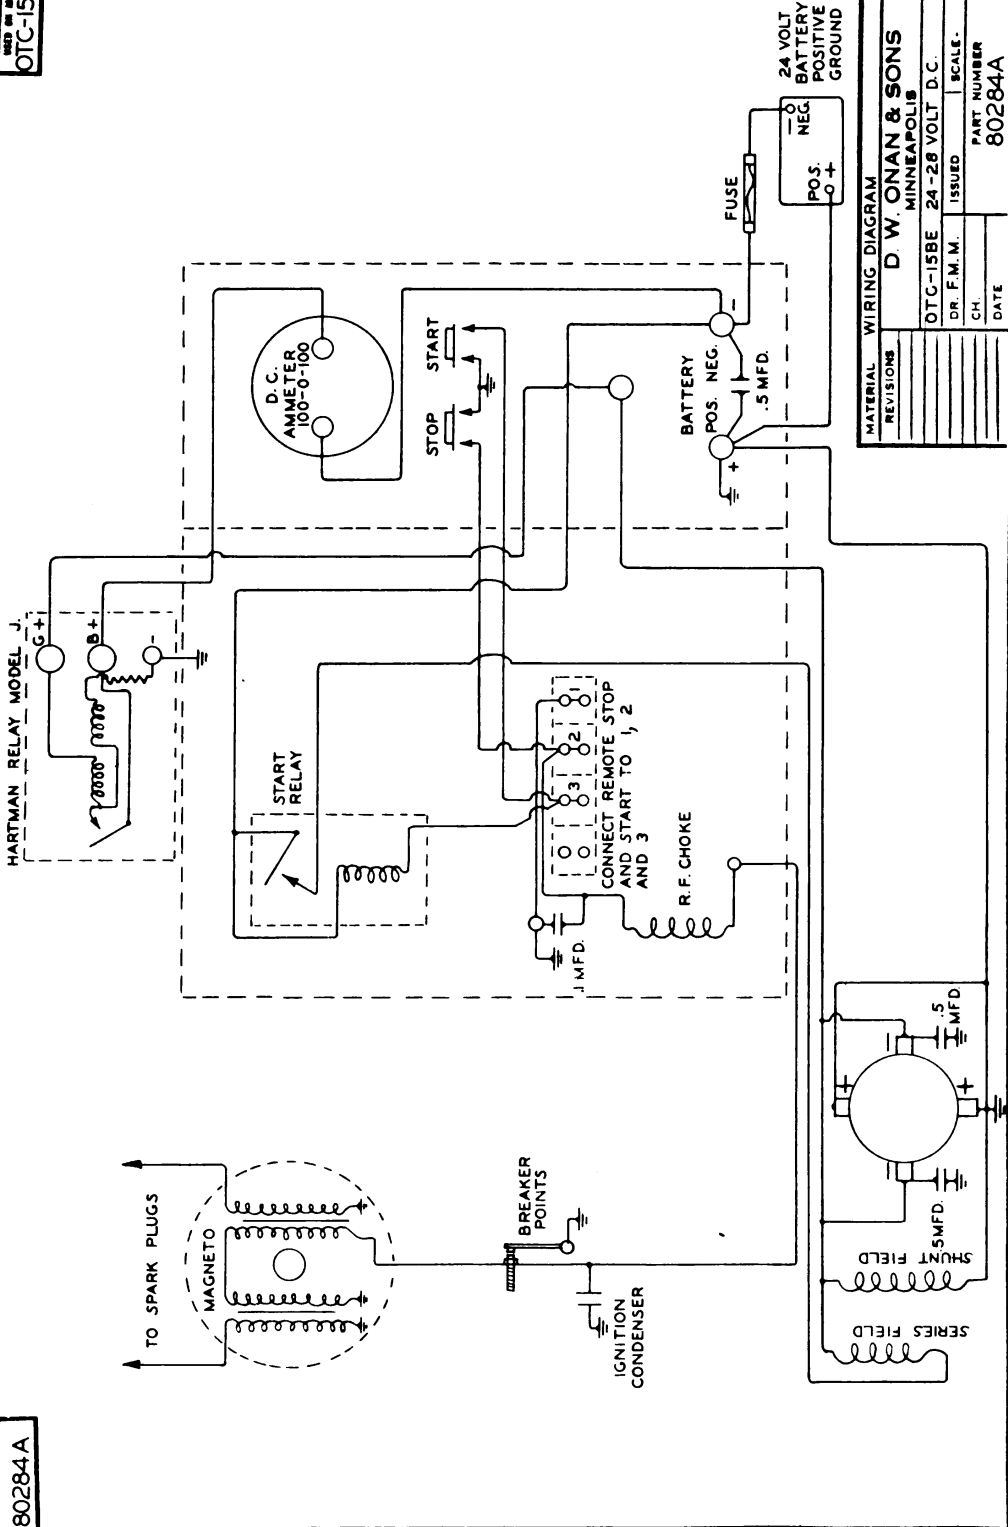 80284A
USED ON
OTC-15
TO SPARK PLUGS
MAGNETO
BREAKER
POINTS
IGNITION
CONDENSER
SERIES FIELD
SHUNT FIELD
.5MFD.
+
+
—
—
.5
MFD.
HARTMAN RELAY MODEL J.
G +
B +
-
START
RELAY
.1 MFD.
3
2
1
CONNECT REMOTE STOP
AND START TO 1, 2
AND 3
R.F. CHOKE
D. C.
AMMETER
100-0-100
STOP
START
BATTERY
POS. NEG.
+
-
.5 MFD.
FUSE
POS.
+
NEG.
—
24 VOLT
BATTERY
POSITIVE
GROUND
MATERIAL WIRING DIAGRAM
REVISIONS
D. W. ONAN & SONS
MINNEAPOLIS
OTC-15BE 24-28 VOLT D.C.
DR. F.M.M. ISSUED SCALE-
CH.
DATE
PART NUMBER
80284A